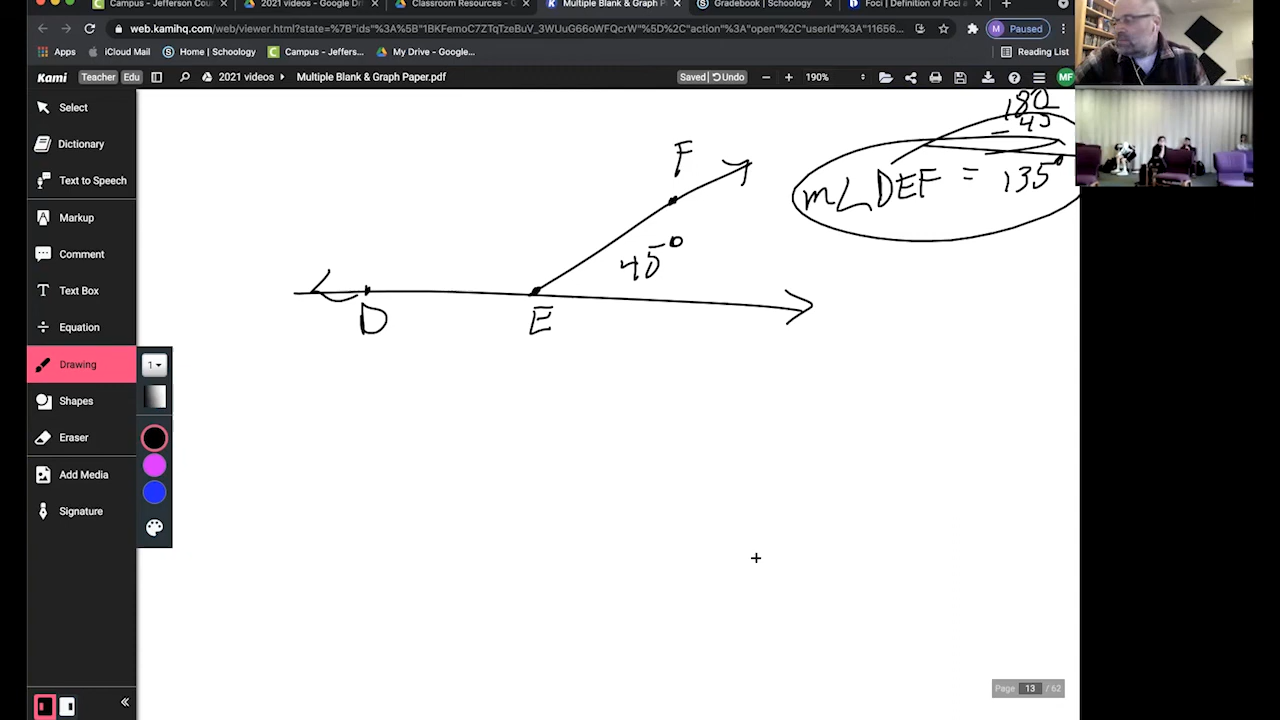 Campus - Jefferson Cou
2021 videos - Google Dri
Classroom Resources - G
Multiple Blank & Graph P
Gradebook | Schoology
Foci | Definition of Foci a
web.kamihq.com/web/viewer.html?state=%7B"ids"%3A%5B"1BKFemoC7ZTqTzeBuV_3WUuG66oWFQcrW"%5D%2C"action"%3A"open"%2C"userId"%3A"11656...
M Paused
Apps
iCloud Mail
Home | Schoology
Campus - Jeffers...
My Drive - Google...
Reading List
Kami
Teacher
Edu
2021 videos
Multiple Blank & Graph Paper.pdf
Saved
Undo
190%
MF
Select
Dictionary
Text to Speech
Markup
Comment
Text Box
Equation
Drawing
Shapes
Eraser
Add Media
Signature
1
180
- 45
m∠DEF = 135°
F
45°
D
E
Page 13 / 62